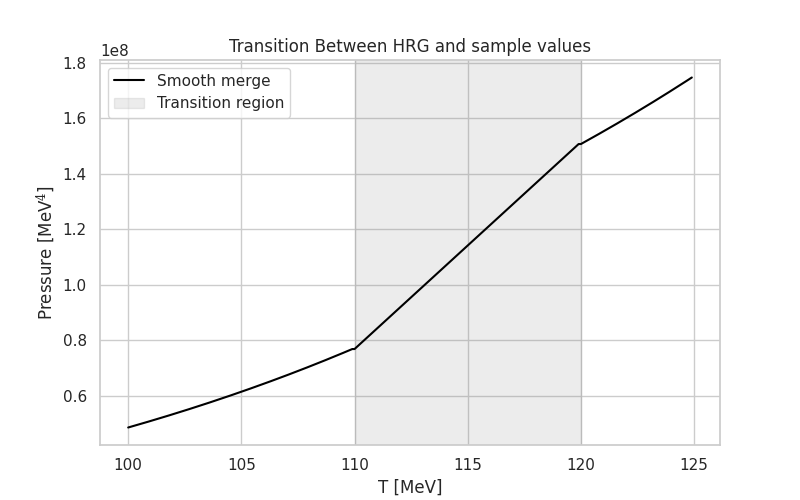 Transition Between HRG and sample values
1e8
Smooth merge
Transition region
1.8
1.6
1.4
1.2
1.0
0.8
0.6
Pressure [MeV⁴]
100 105 110 115 120 125
T [MeV]